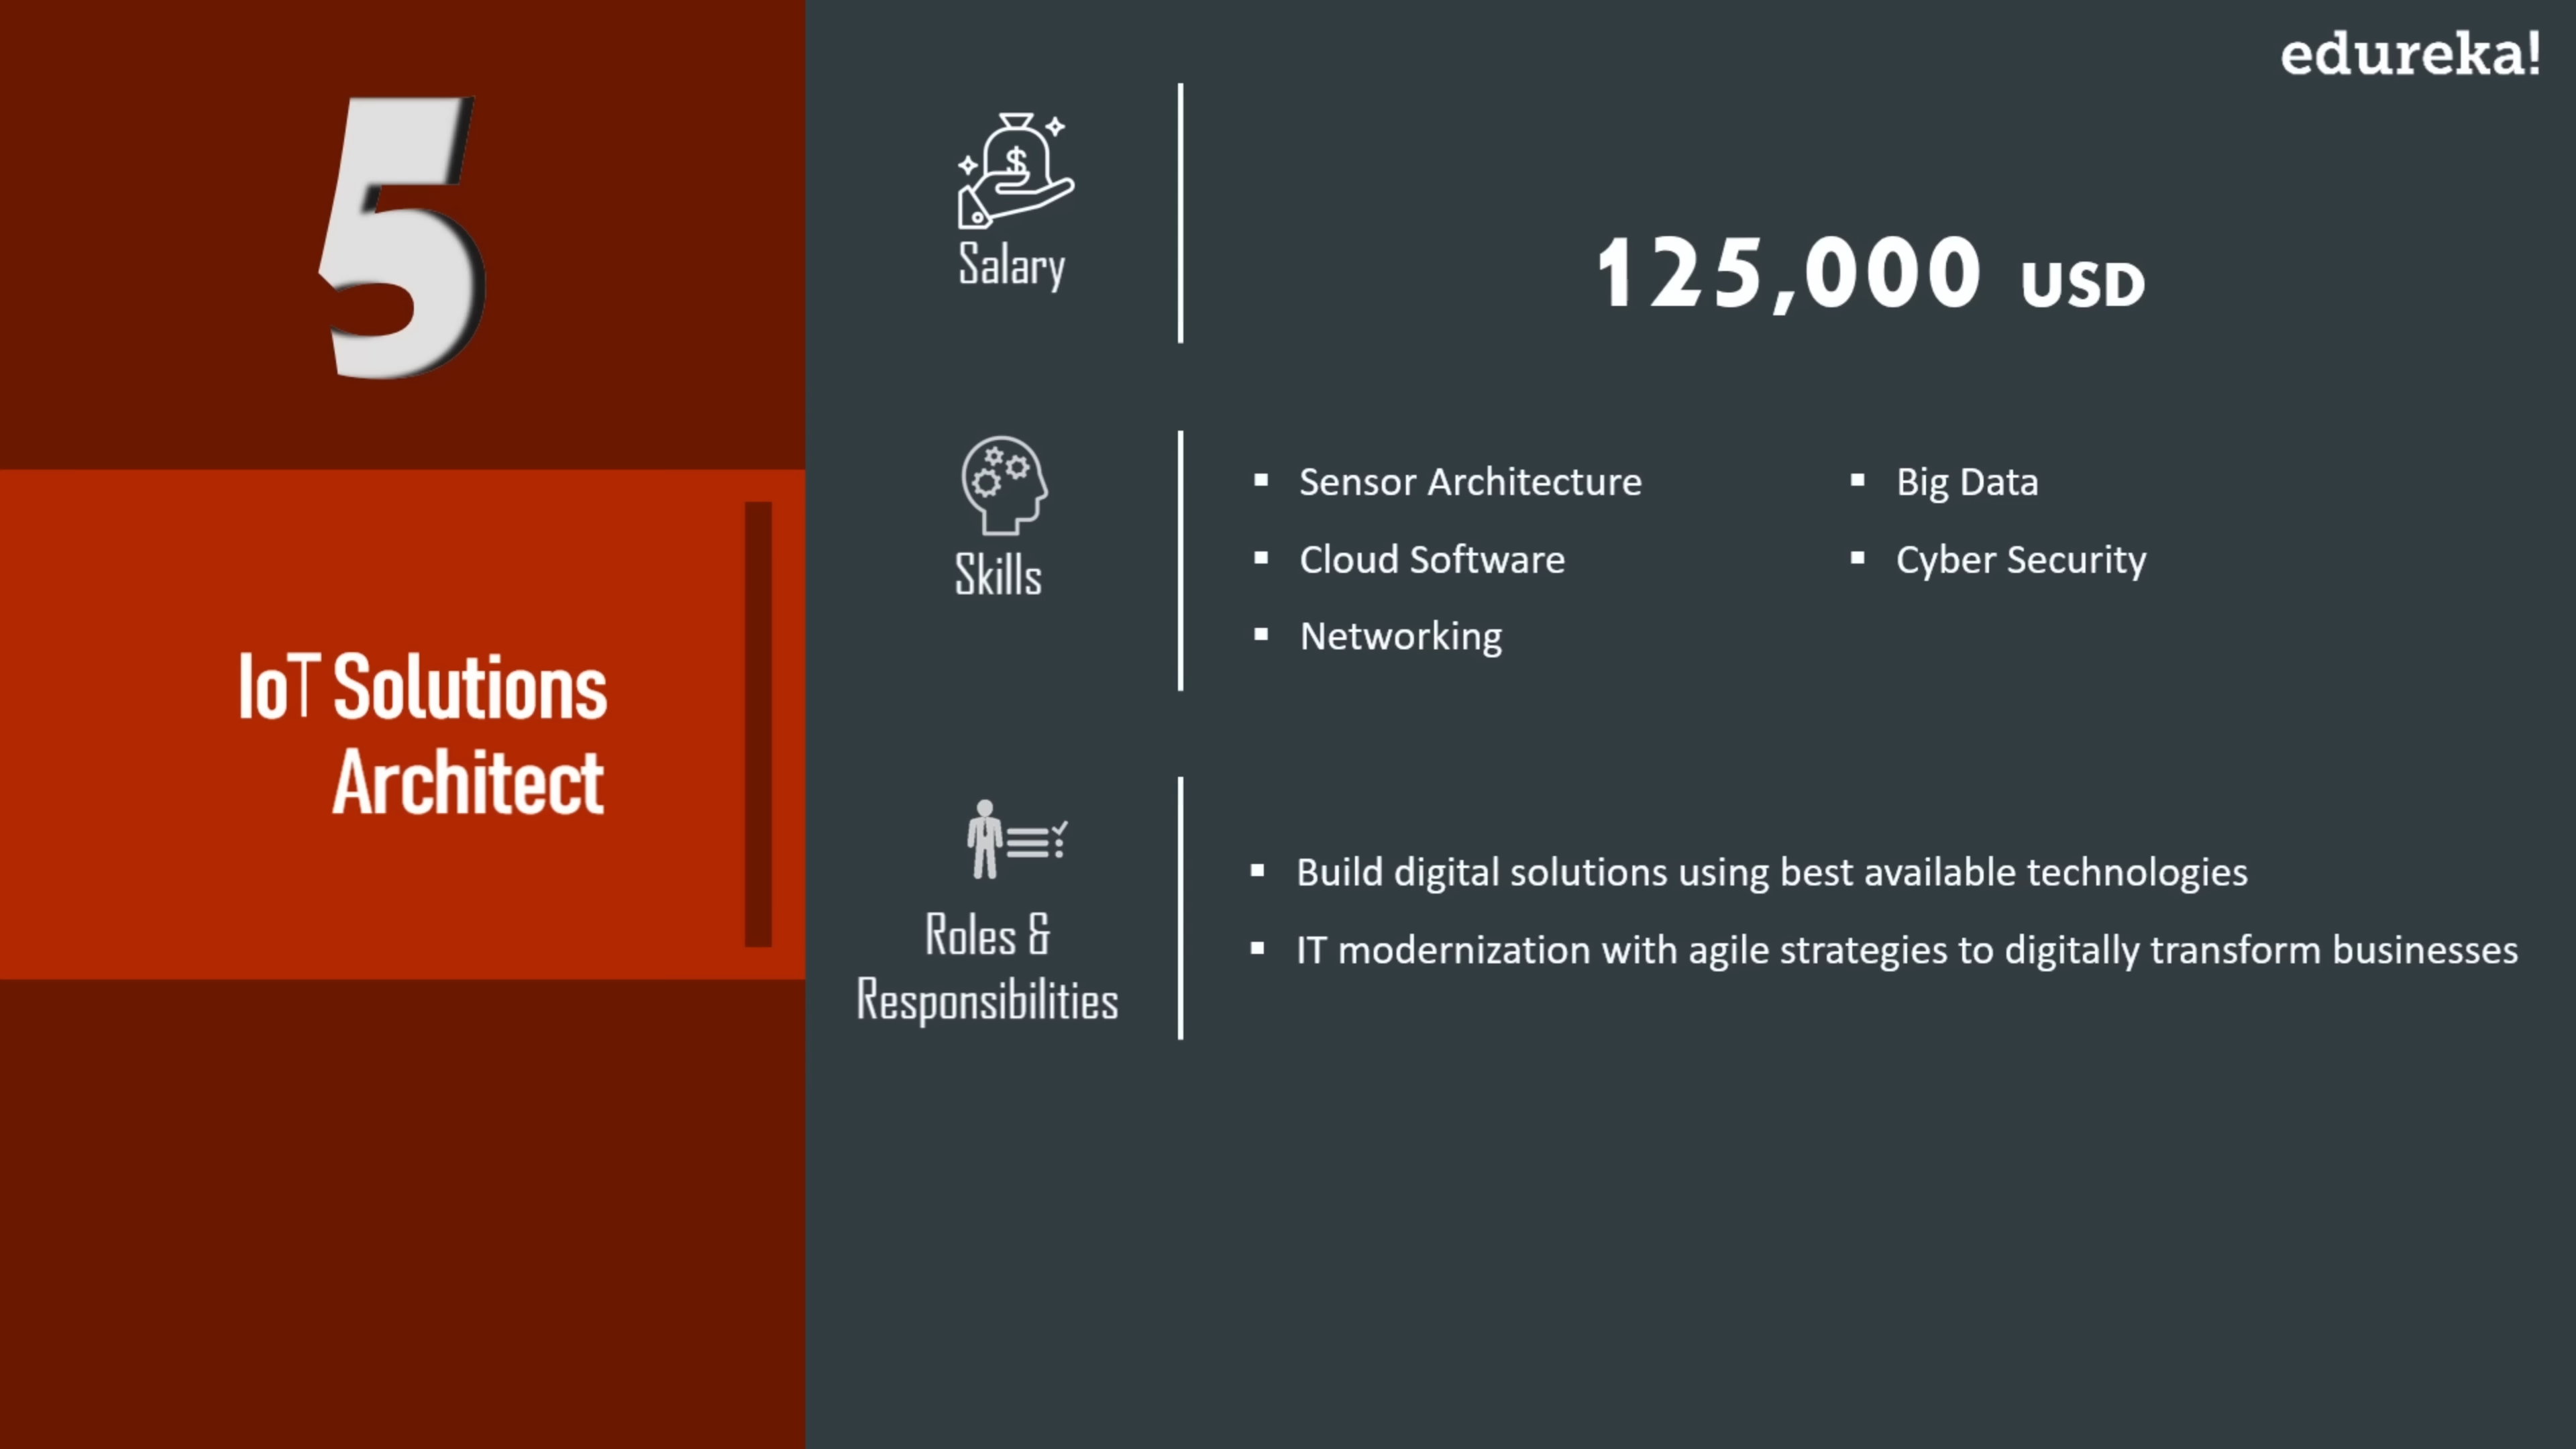 edureka!
5
IoT Solutions
Architect
Salary
125,000 USD
Skills
Sensor Architecture
Cloud Software
Networking
Big Data
Cyber Security
Roles &
Responsibilities
Build digital solutions using best available technologies
IT modernization with agile strategies to digitally transform businesses